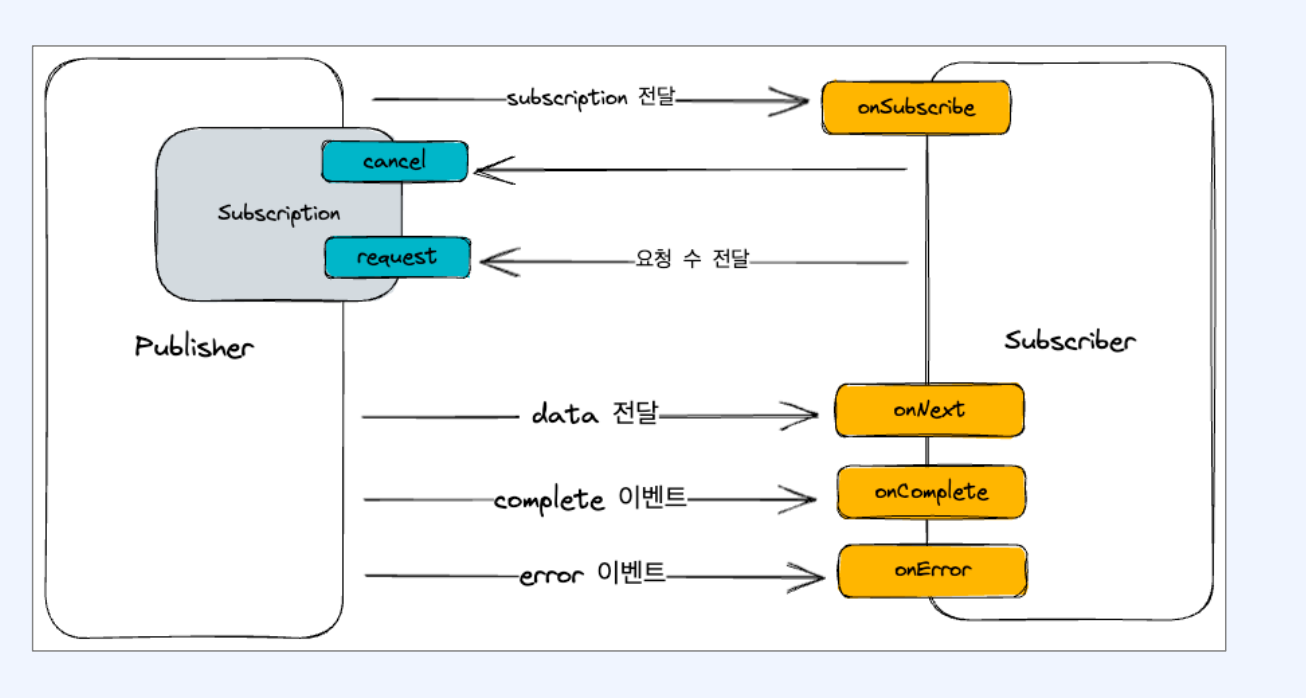 subscription 전달
onSubscribe
cancel
Subscription
request
요청 수 전달
Publisher
Subscriber
data 전달
onNext
complete 이벤트
onComplete
error 이벤트
onError